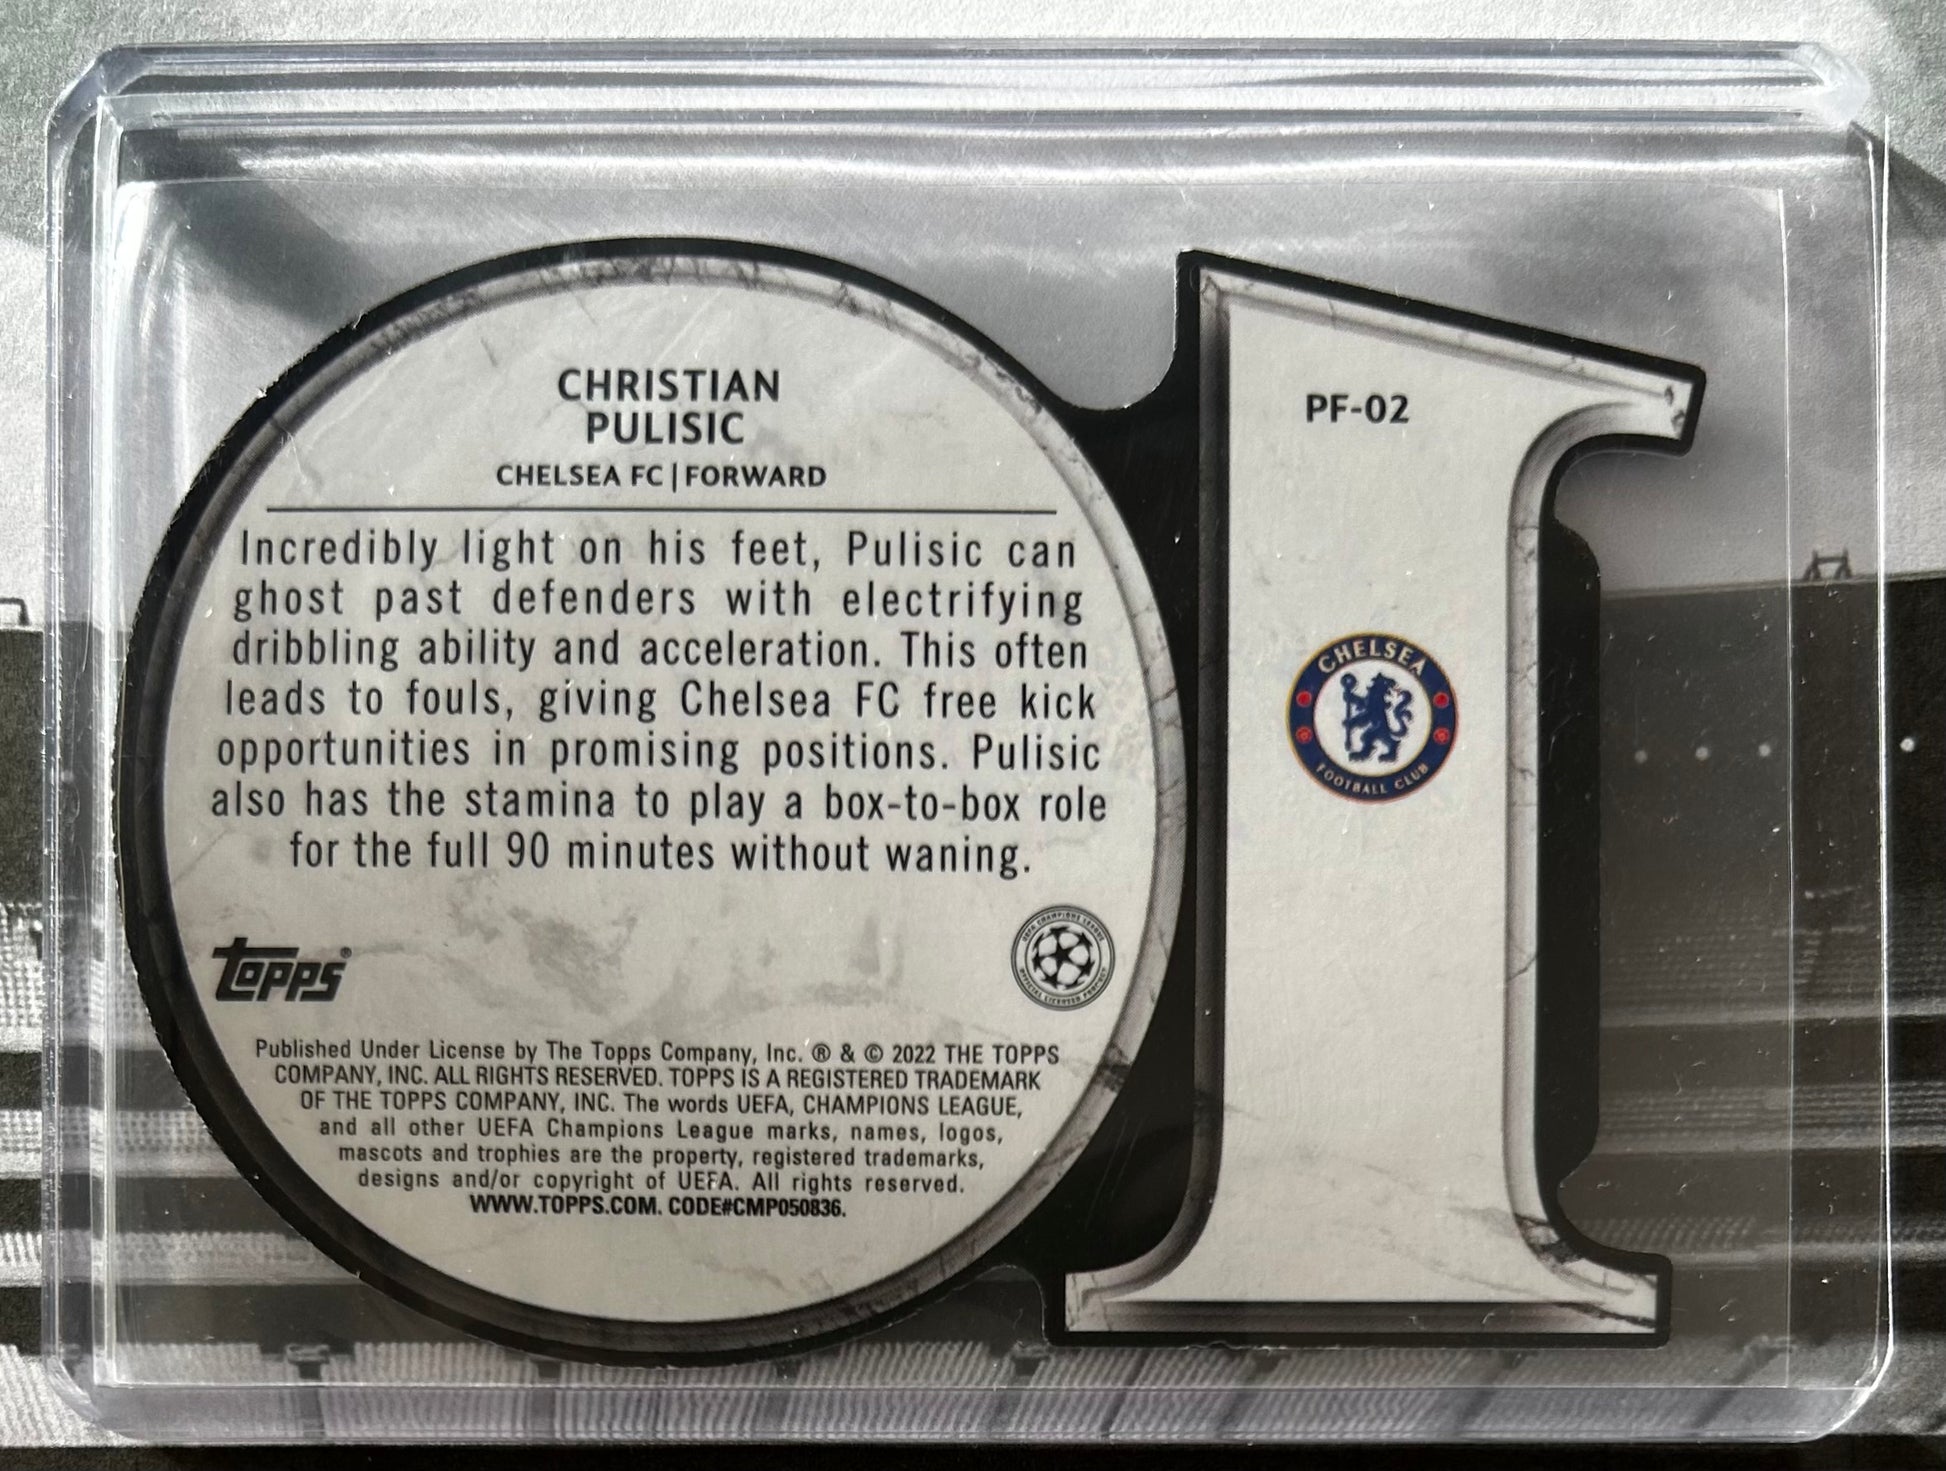 CHRISTIAN
PULISIC
CHELSEA FC | FORWARD
Incredibly light on his feet, Pulisic can
ghost past defenders with electrifying
dribbling ability and acceleration. This often
leads to fouls, giving Chelsea FC free kick
opportunities in promising positions. Pulisic
also has the stamina to play a box-to-box role
for the full 90 minutes without waning.
topps®
UEFA CHAMPIONS LEAGUE
OFFICIAL LICENSED PRODUCT
Published Under License by The Topps Company, Inc. ® & © 2022 THE TOPPS
COMPANY, INC. ALL RIGHTS RESERVED. TOPPS IS A REGISTERED TRADEMARK
OF THE TOPPS COMPANY, INC. The words UEFA, CHAMPIONS LEAGUE,
and all other UEFA Champions League marks, names, logos,
mascots and trophies are the property, registered trademarks,
designs and/or copyright of UEFA. All rights reserved.
WWW.TOPPS.COM. CODE#CMP050836.
PF-02
CHELSEA
FOOTBALL CLUB